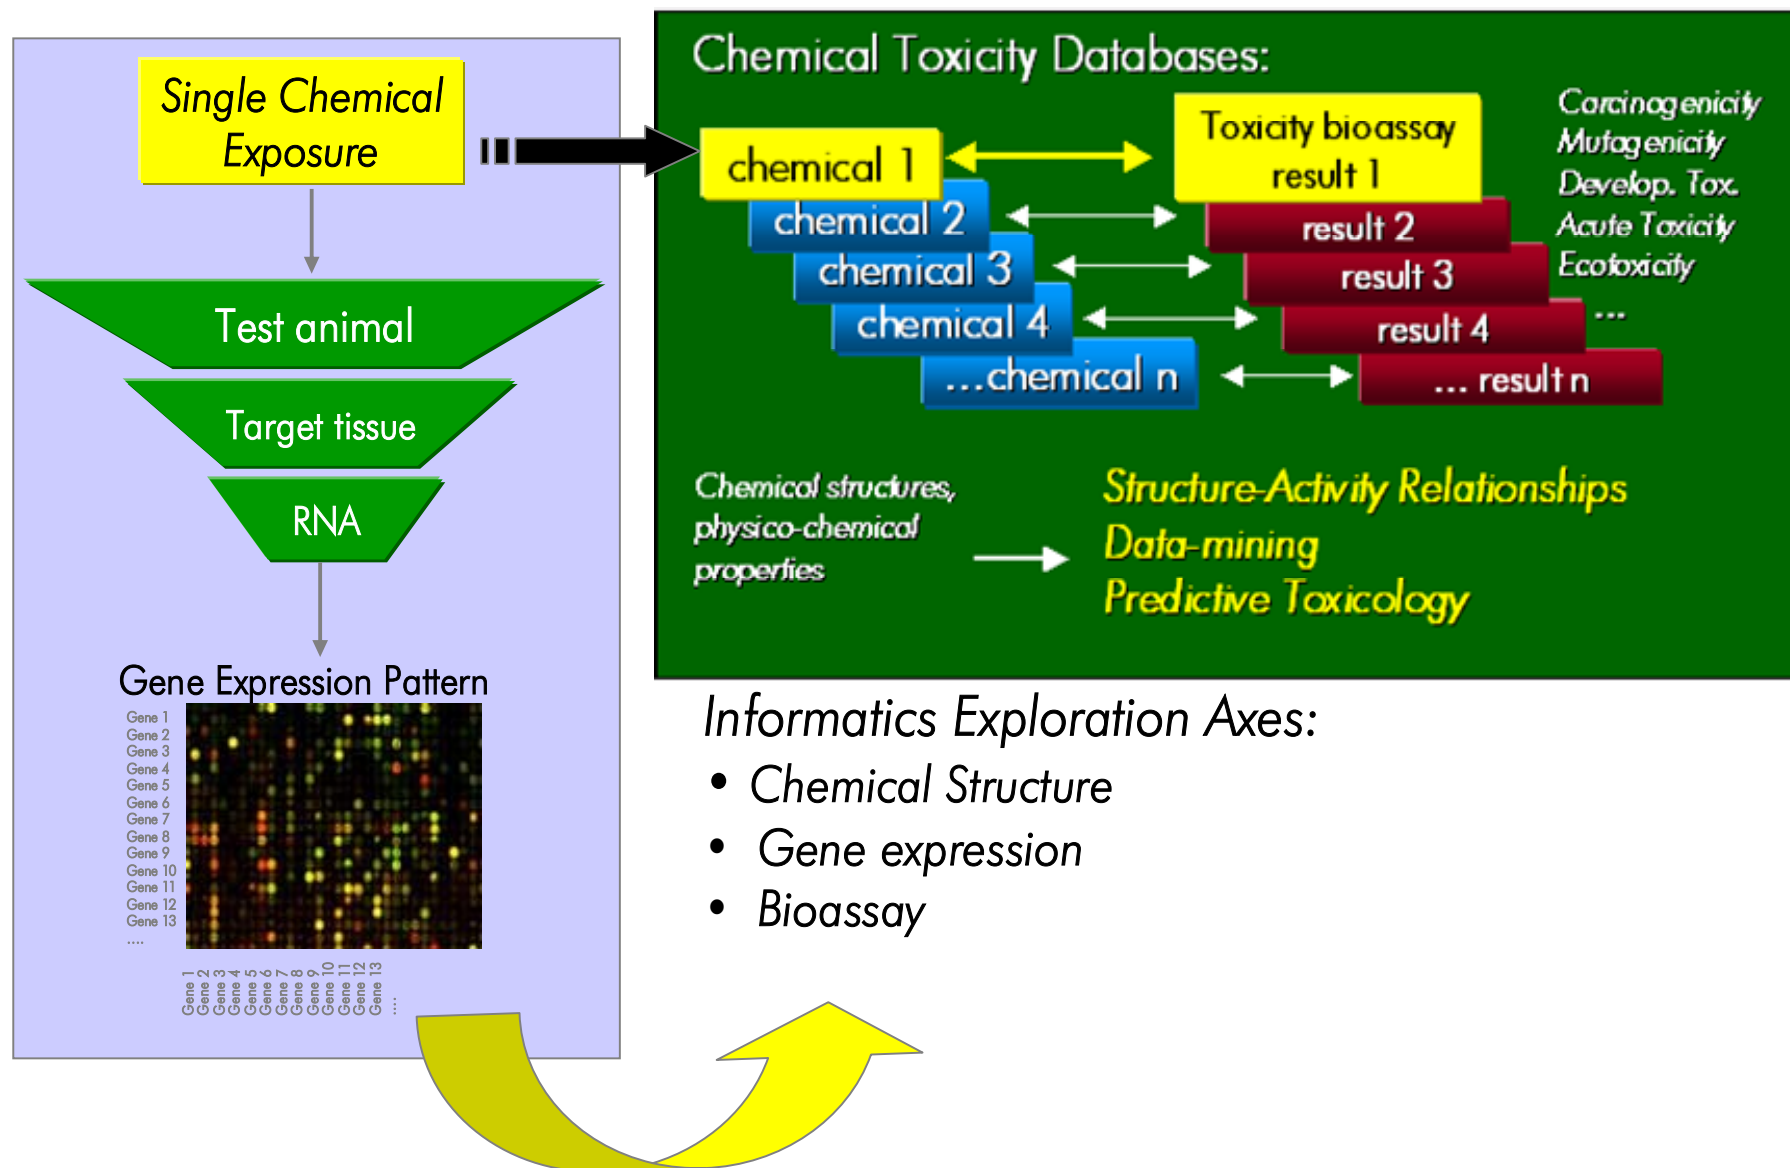 Single Chemical
Exposure
Test animal
Target tissue
RNA
Gene Expression Pattern
Gene 1
Gene 2
Gene 3
Gene 4
Gene 5
Gene 6
Gene 7
Gene 8
Gene 9
Gene 10
Gene 11
Gene 12
Gene 13
....
Gene 1
Gene 2
Gene 3
Gene 4
Gene 5
Gene 6
Gene 7
Gene 8
Gene 9
Gene 10
Gene 11
Gene 12
Gene 13
....
Chemical Toxicity Databases:
chemical 1
chemical 2
chemical 3
chemical 4
...chemical n
Toxicity bioassay
result 1
result 2
result 3
result 4
... result n
Carcinogenicity
Mutagenicity
Develop. Tox.
Acute Toxicity
Ecotoxicity
...
Chemical structures,
physico-chemical
properties
Structure-Activity Relationships
Data-mining
Predictive Toxicology
Informatics Exploration Axes:
• Chemical Structure
• Gene expression
• Bioassay